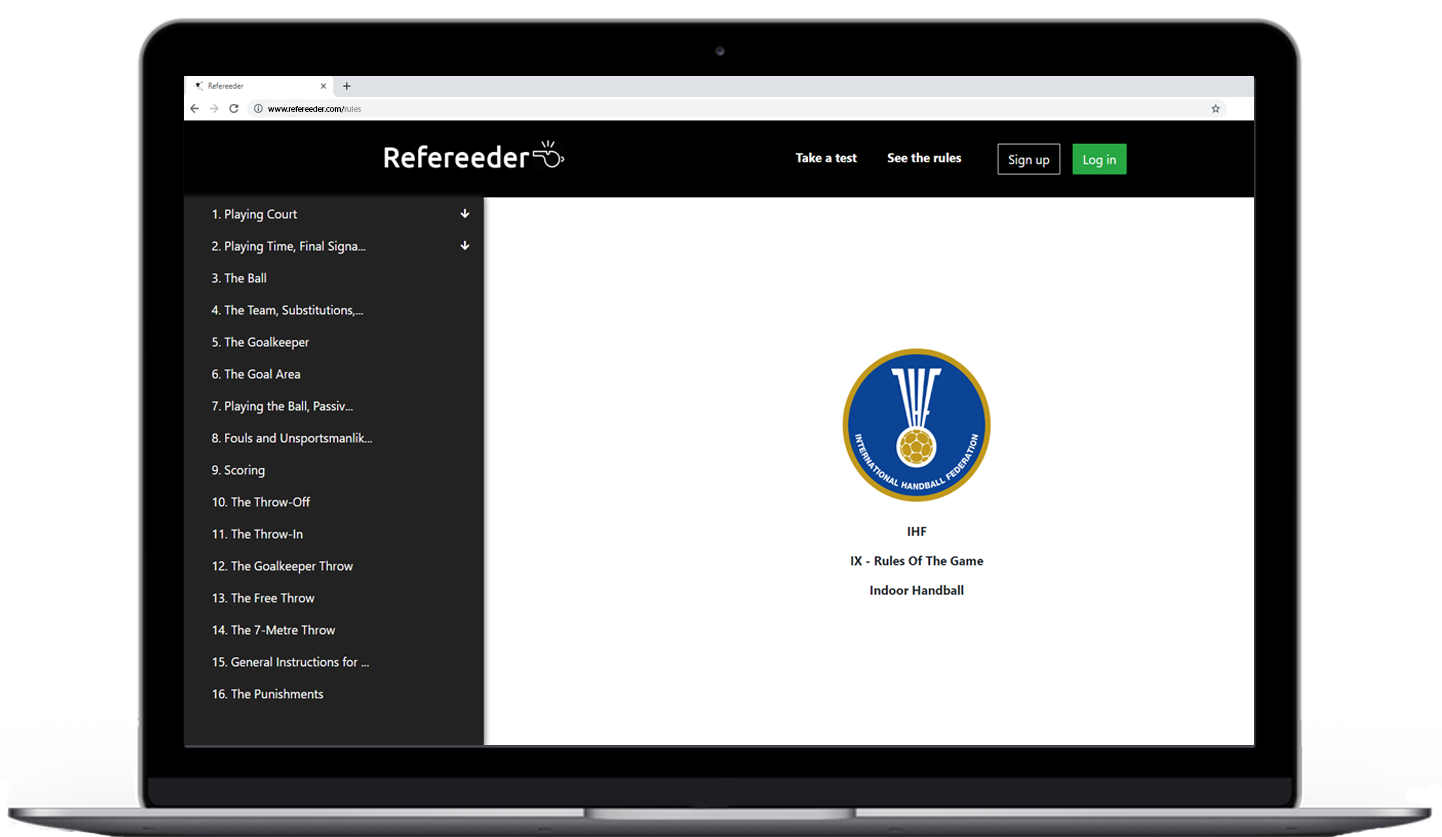 Refereeder
www.refereeder.com/rules
Refereeder
Take a test
See the rules
Sign up
Log in
1. Playing Court
2. Playing Time, Final Signa...
3. The Ball
4. The Team, Substitutions,...
5. The Goalkeeper
6. The Goal Area
7. Playing the Ball, Passiv...
8. Fouls and Unsportsmanlik...
9. Scoring
10. The Throw-Off
11. The Throw-In
12. The Goalkeeper Throw
13. The Free Throw
14. The 7-Metre Throw
15. General Instructions for ...
16. The Punishments
IHF
INTERNATIONAL HANDBALL FEDERATION
IHF
IX - Rules Of The Game
Indoor Handball